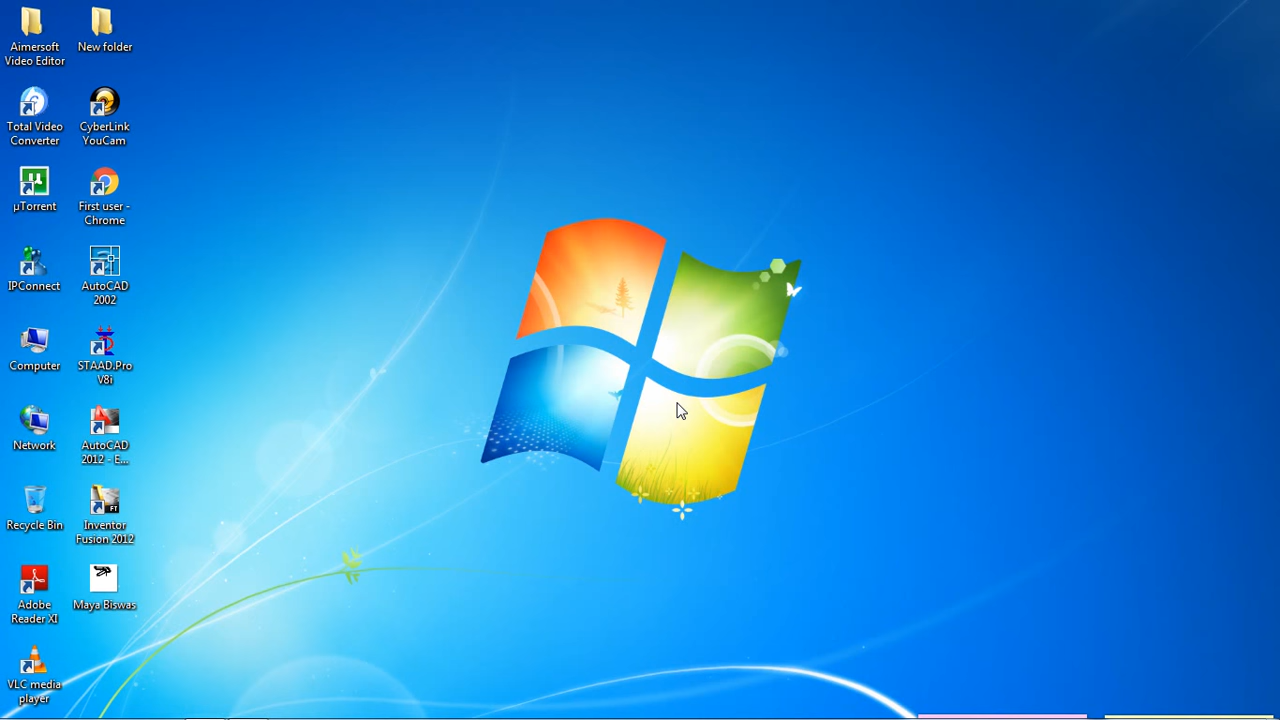 Aimersoft
Video Editor
New folder
Total Video
Converter
CyberLink
YouCam
µTorrent
First user -
Chrome
IPConnect
AutoCAD
2002
Computer
STAAD.Pro
V8i
Network
AutoCAD
2012 - E...
Recycle Bin
Inventor
Fusion 2012
FT
Adobe
Reader XI
Maya Biswas
VLC media
player